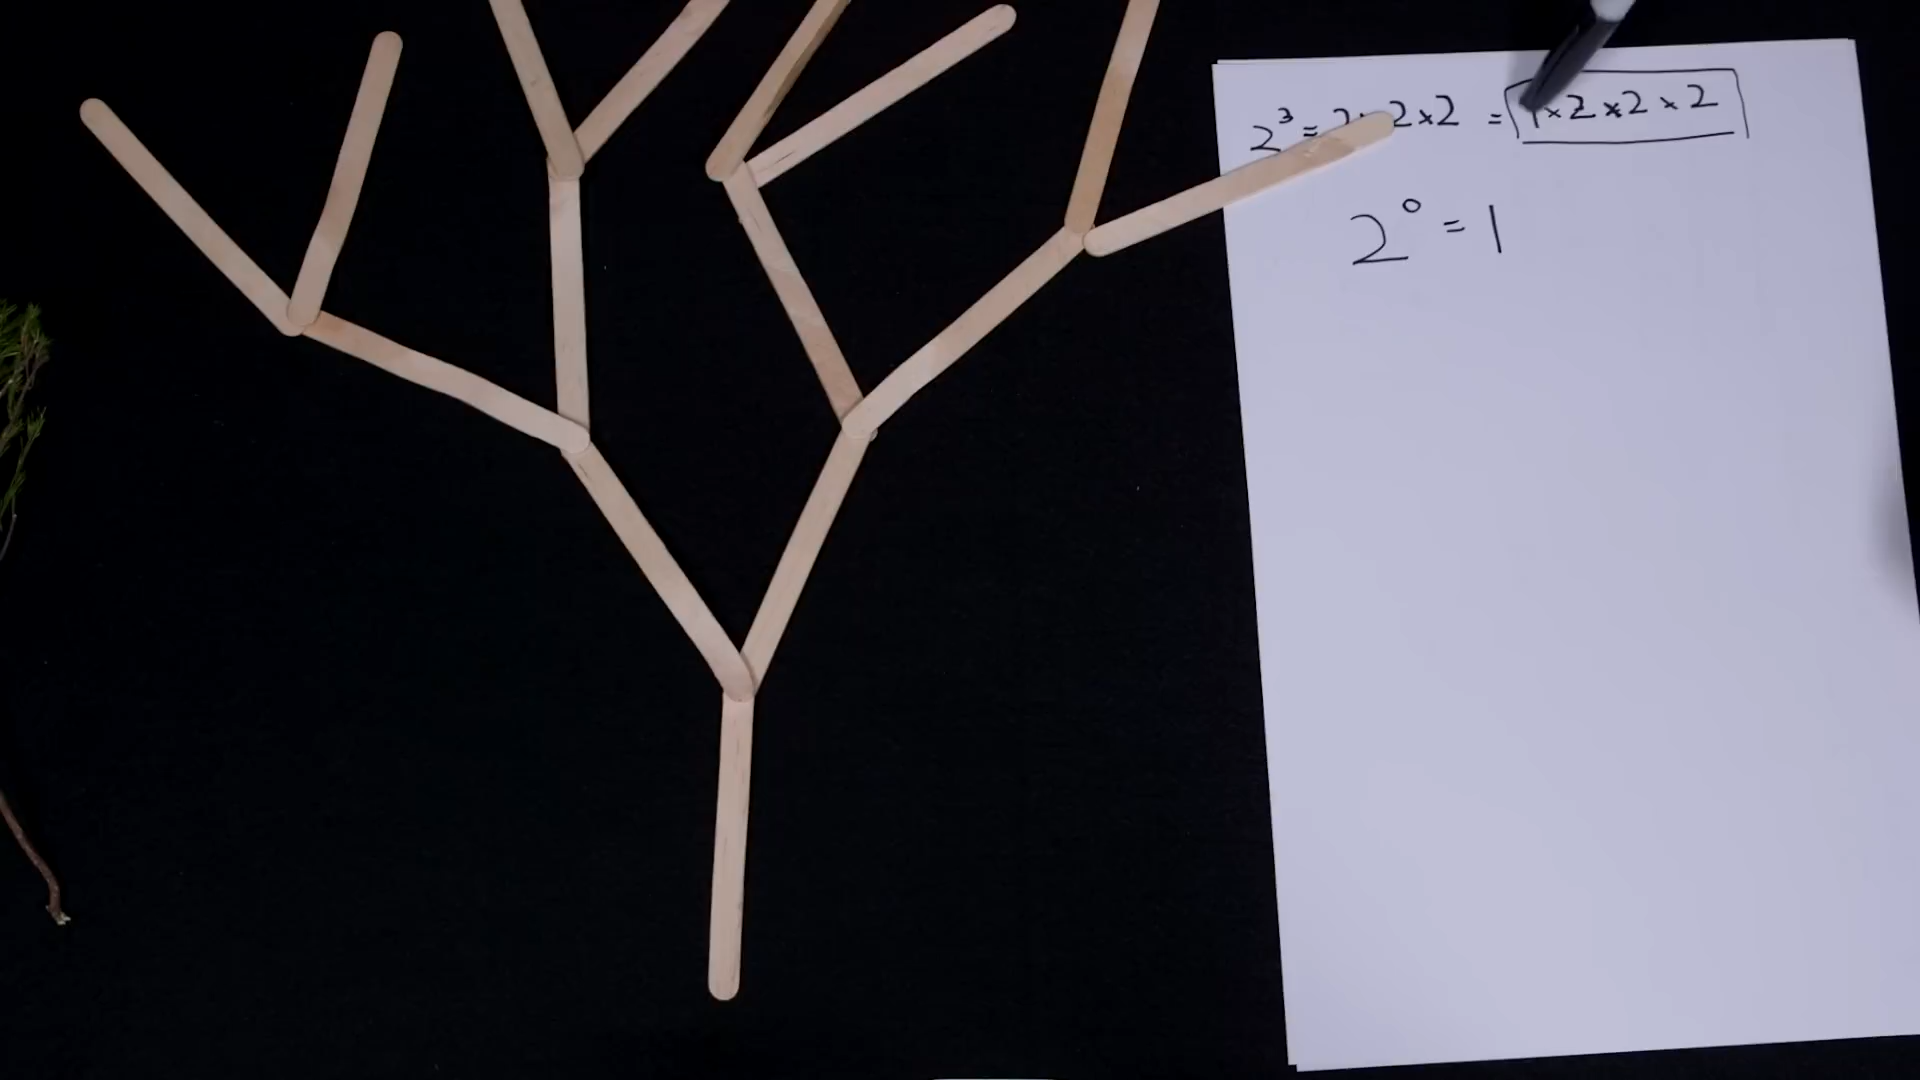 2³ = 2 × 2 × 2 = 1 × 2 × 2 × 2
2⁰ = 1